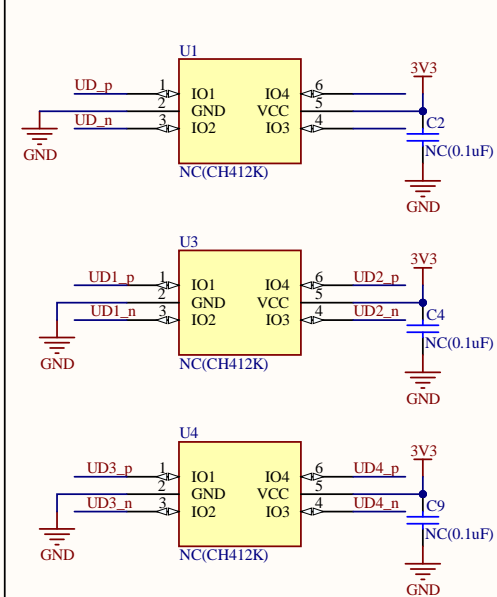 U1
3V3
UD_p 1 IO1 IO4 6
2 GND VCC 5
UD_n 3 IO2 IO3 4 C2
GND NC(0.1uF)
NC(CH412K)
GND
U3
3V3
UD1_p 1 IO1 IO4 6 UD2_p
2 GND VCC 5
UD1_n 3 IO2 IO3 4 UD2_n C4
NC(0.1uF)
GND NC(CH412K)
GND
U4
3V3
UD3_p 1 IO1 IO4 6 UD4_p
2 GND VCC 5
UD3_n 3 IO2 IO3 4 UD4_n C9
NC(0.1uF)
GND NC(CH412K)
GND